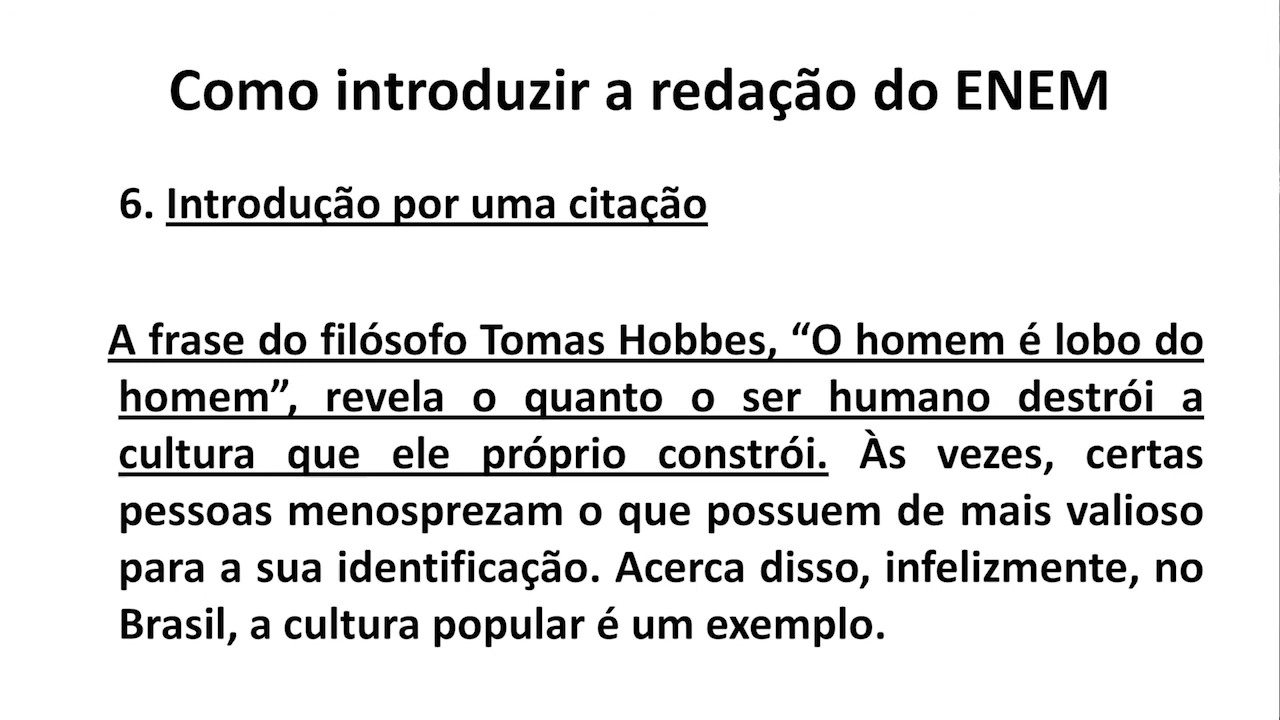 Como introduzir a redação do ENEM
6. Introdução por uma citação
A frase do filósofo Tomas Hobbes, “O homem é lobo do
homem”, revela o quanto o ser humano destrói a
cultura que ele próprio constrói. Às vezes, certas
pessoas menosprezam o que possuem de mais valioso
para a sua identificação. Acerca disso, infelizmente, no
Brasil, a cultura popular é um exemplo.